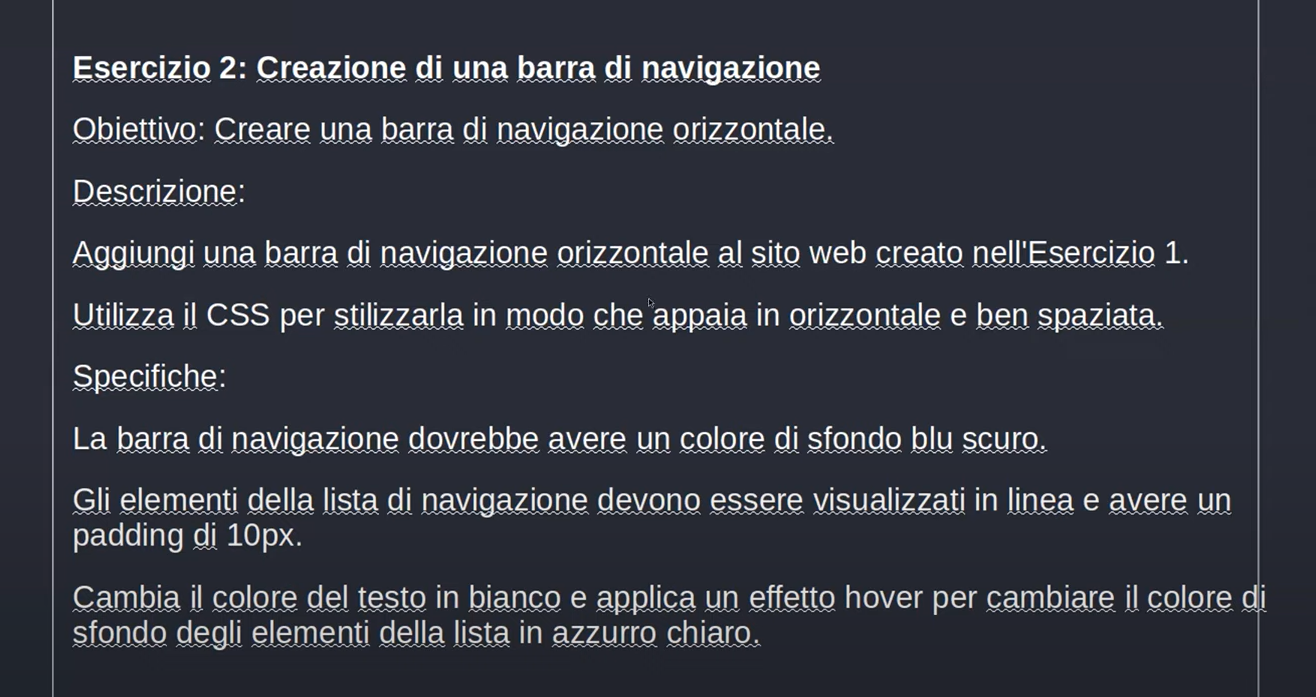 Esercizio 2: Creazione di una barra di navigazione
Obiettivo: Creare una barra di navigazione orizzontale.
Descrizione:
Aggiungi una barra di navigazione orizzontale al sito web creato nell'Esercizio 1.
Utilizza il CSS per stilizzarla in modo che appaia in orizzontale e ben spaziata.
Specifiche:
La barra di navigazione dovrebbe avere un colore di sfondo blu scuro.
Gli elementi della lista di navigazione devono essere visualizzati in linea e avere un
padding di 10px.
Cambia il colore del testo in bianco e applica un effetto hover per cambiare il colore di
sfondo degli elementi della lista in azzurro chiaro.